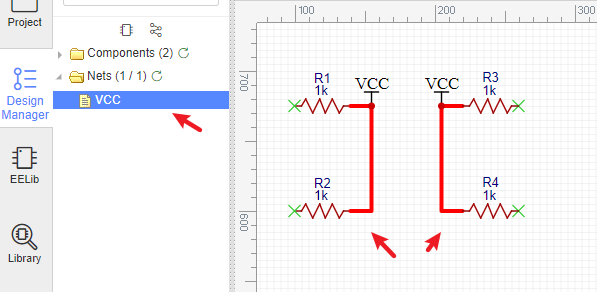 Project
Design
Manager
EELib
Library
Components (2)
Nets (1 / 1)
VCC
100
200
300
700
600
VCC
VCC
R1
1k
R3
1k
R2
1k
R4
1k